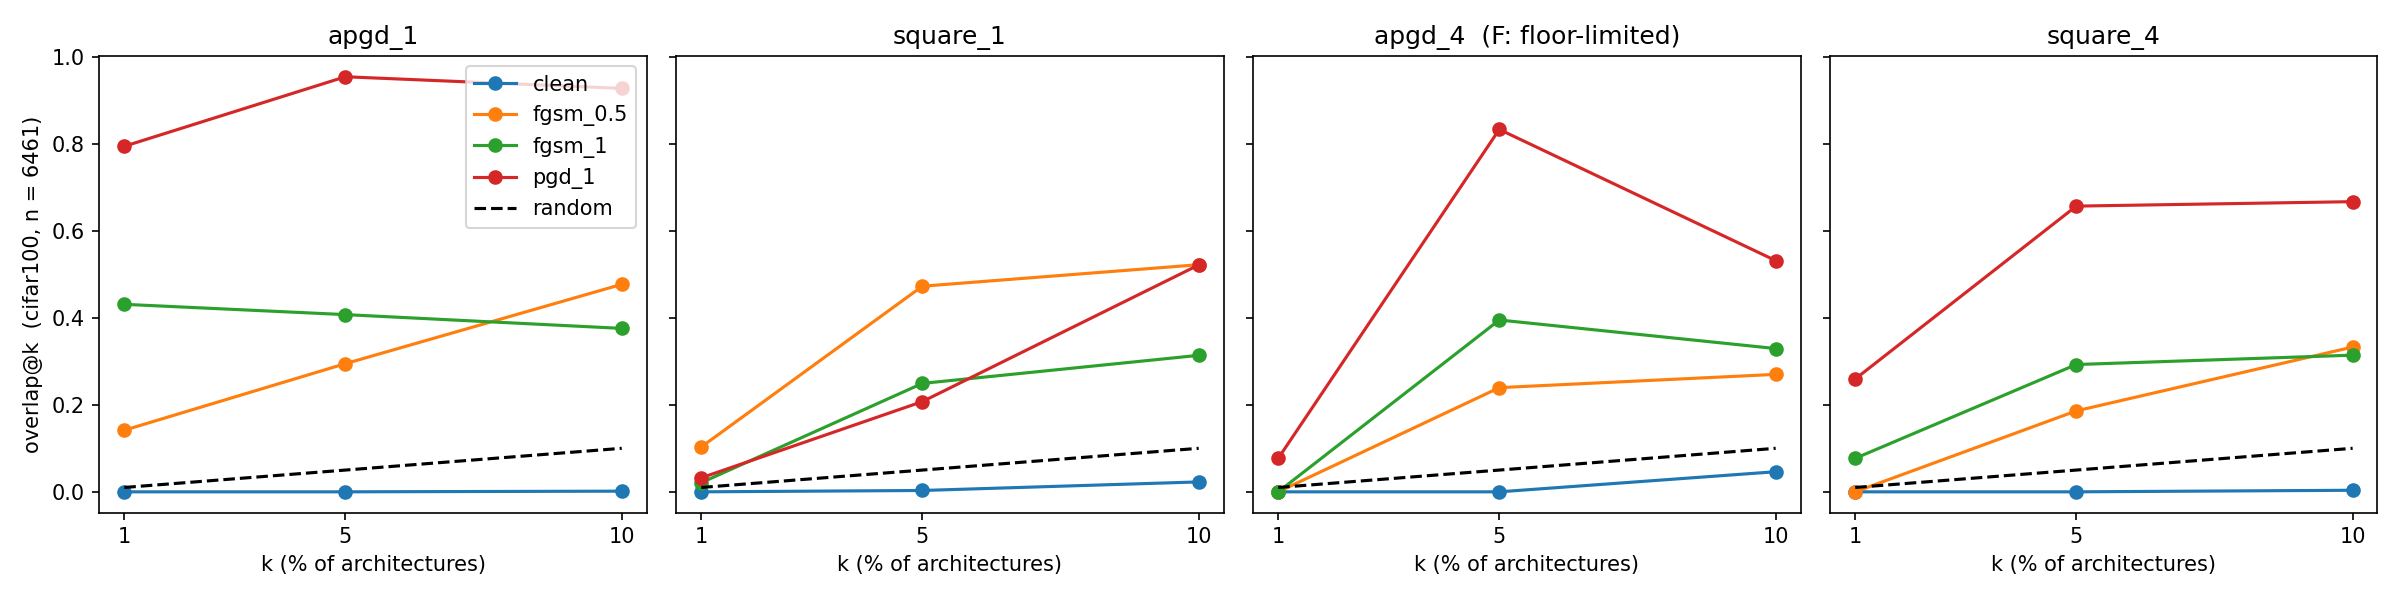 apgd_1
square_1
apgd_4  (F: floor-limited)
square_4
overlap@k  (cifar100, n = 6461)
1.0
0.8
0.6
0.4
0.2
0.0
clean
fgsm_0.5
fgsm_1
pgd_1
random
1 5 10
1 5 10
1 5 10
1 5 10
k (% of architectures)
k (% of architectures)
k (% of architectures)
k (% of architectures)